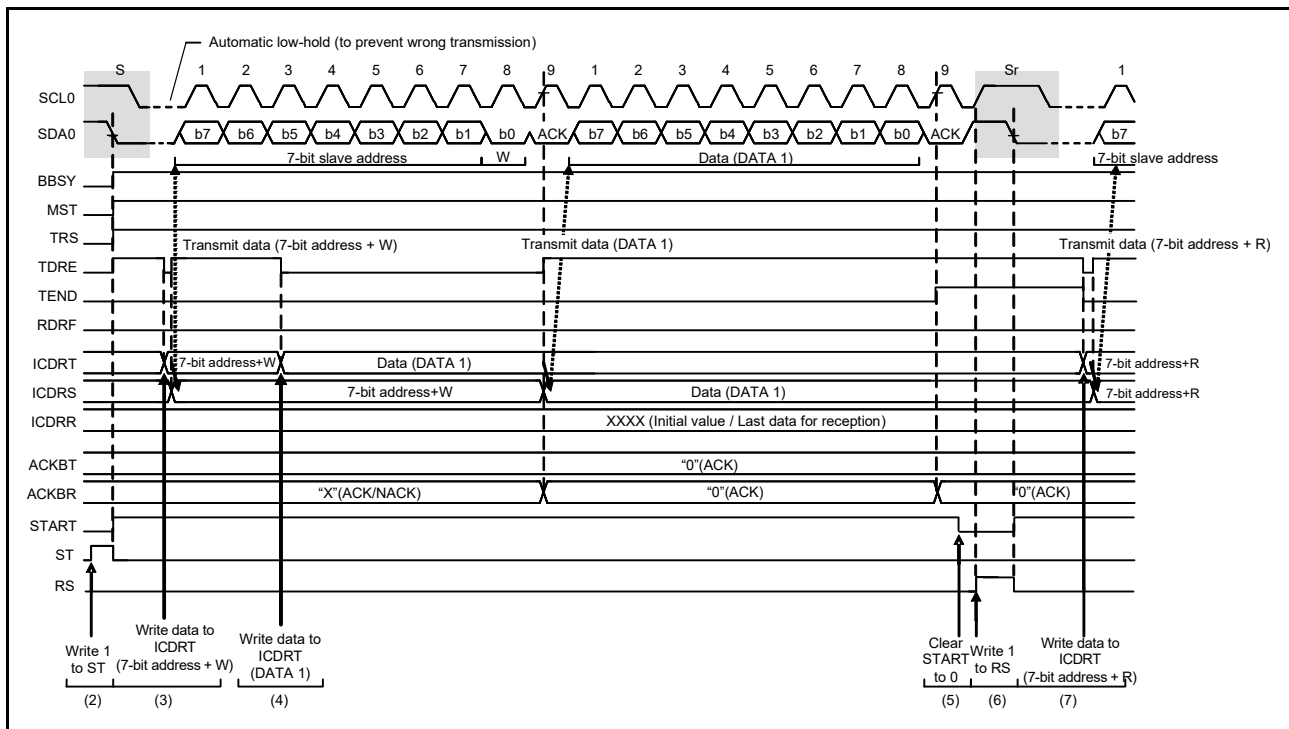 Automatic low-hold (to prevent wrong transmission)
S 1 2 3 4 5 6 7 8 9 1 2 3 4 5 6 7 8 9 Sr 1
SCL0
SDA0 b7 b6 b5 b4 b3 b2 b1 b0 ACK b7 b6 b5 b4 b3 b2 b1 b0 ACK b7
7-bit slave address W Data (DATA 1) 7-bit slave address
BBSY
MST
TRS
Transmit data (7-bit address + W) Transmit data (DATA 1) Transmit data (7-bit address + R)
TDRE
TEND
RDRF
ICDRT 7-bit address+W Data (DATA 1) 7-bit address+R
ICDRS 7-bit address+W Data (DATA 1) 7-bit address+R
ICDRR XXXX (Initial value / Last data for reception)
ACKBT “0”(ACK)
ACKBR “X”(ACK/NACK) “0”(ACK) “0”(ACK)
START
ST
RS
Write 1
to ST
Write data to
ICDRT
(7-bit address + W)
Write data to
ICDRT
(DATA 1)
Clear
START
to 0
Write 1
to RS
Write data to
ICDRT
(7-bit address + R)
(2) (3) (4) (5) (6) (7)